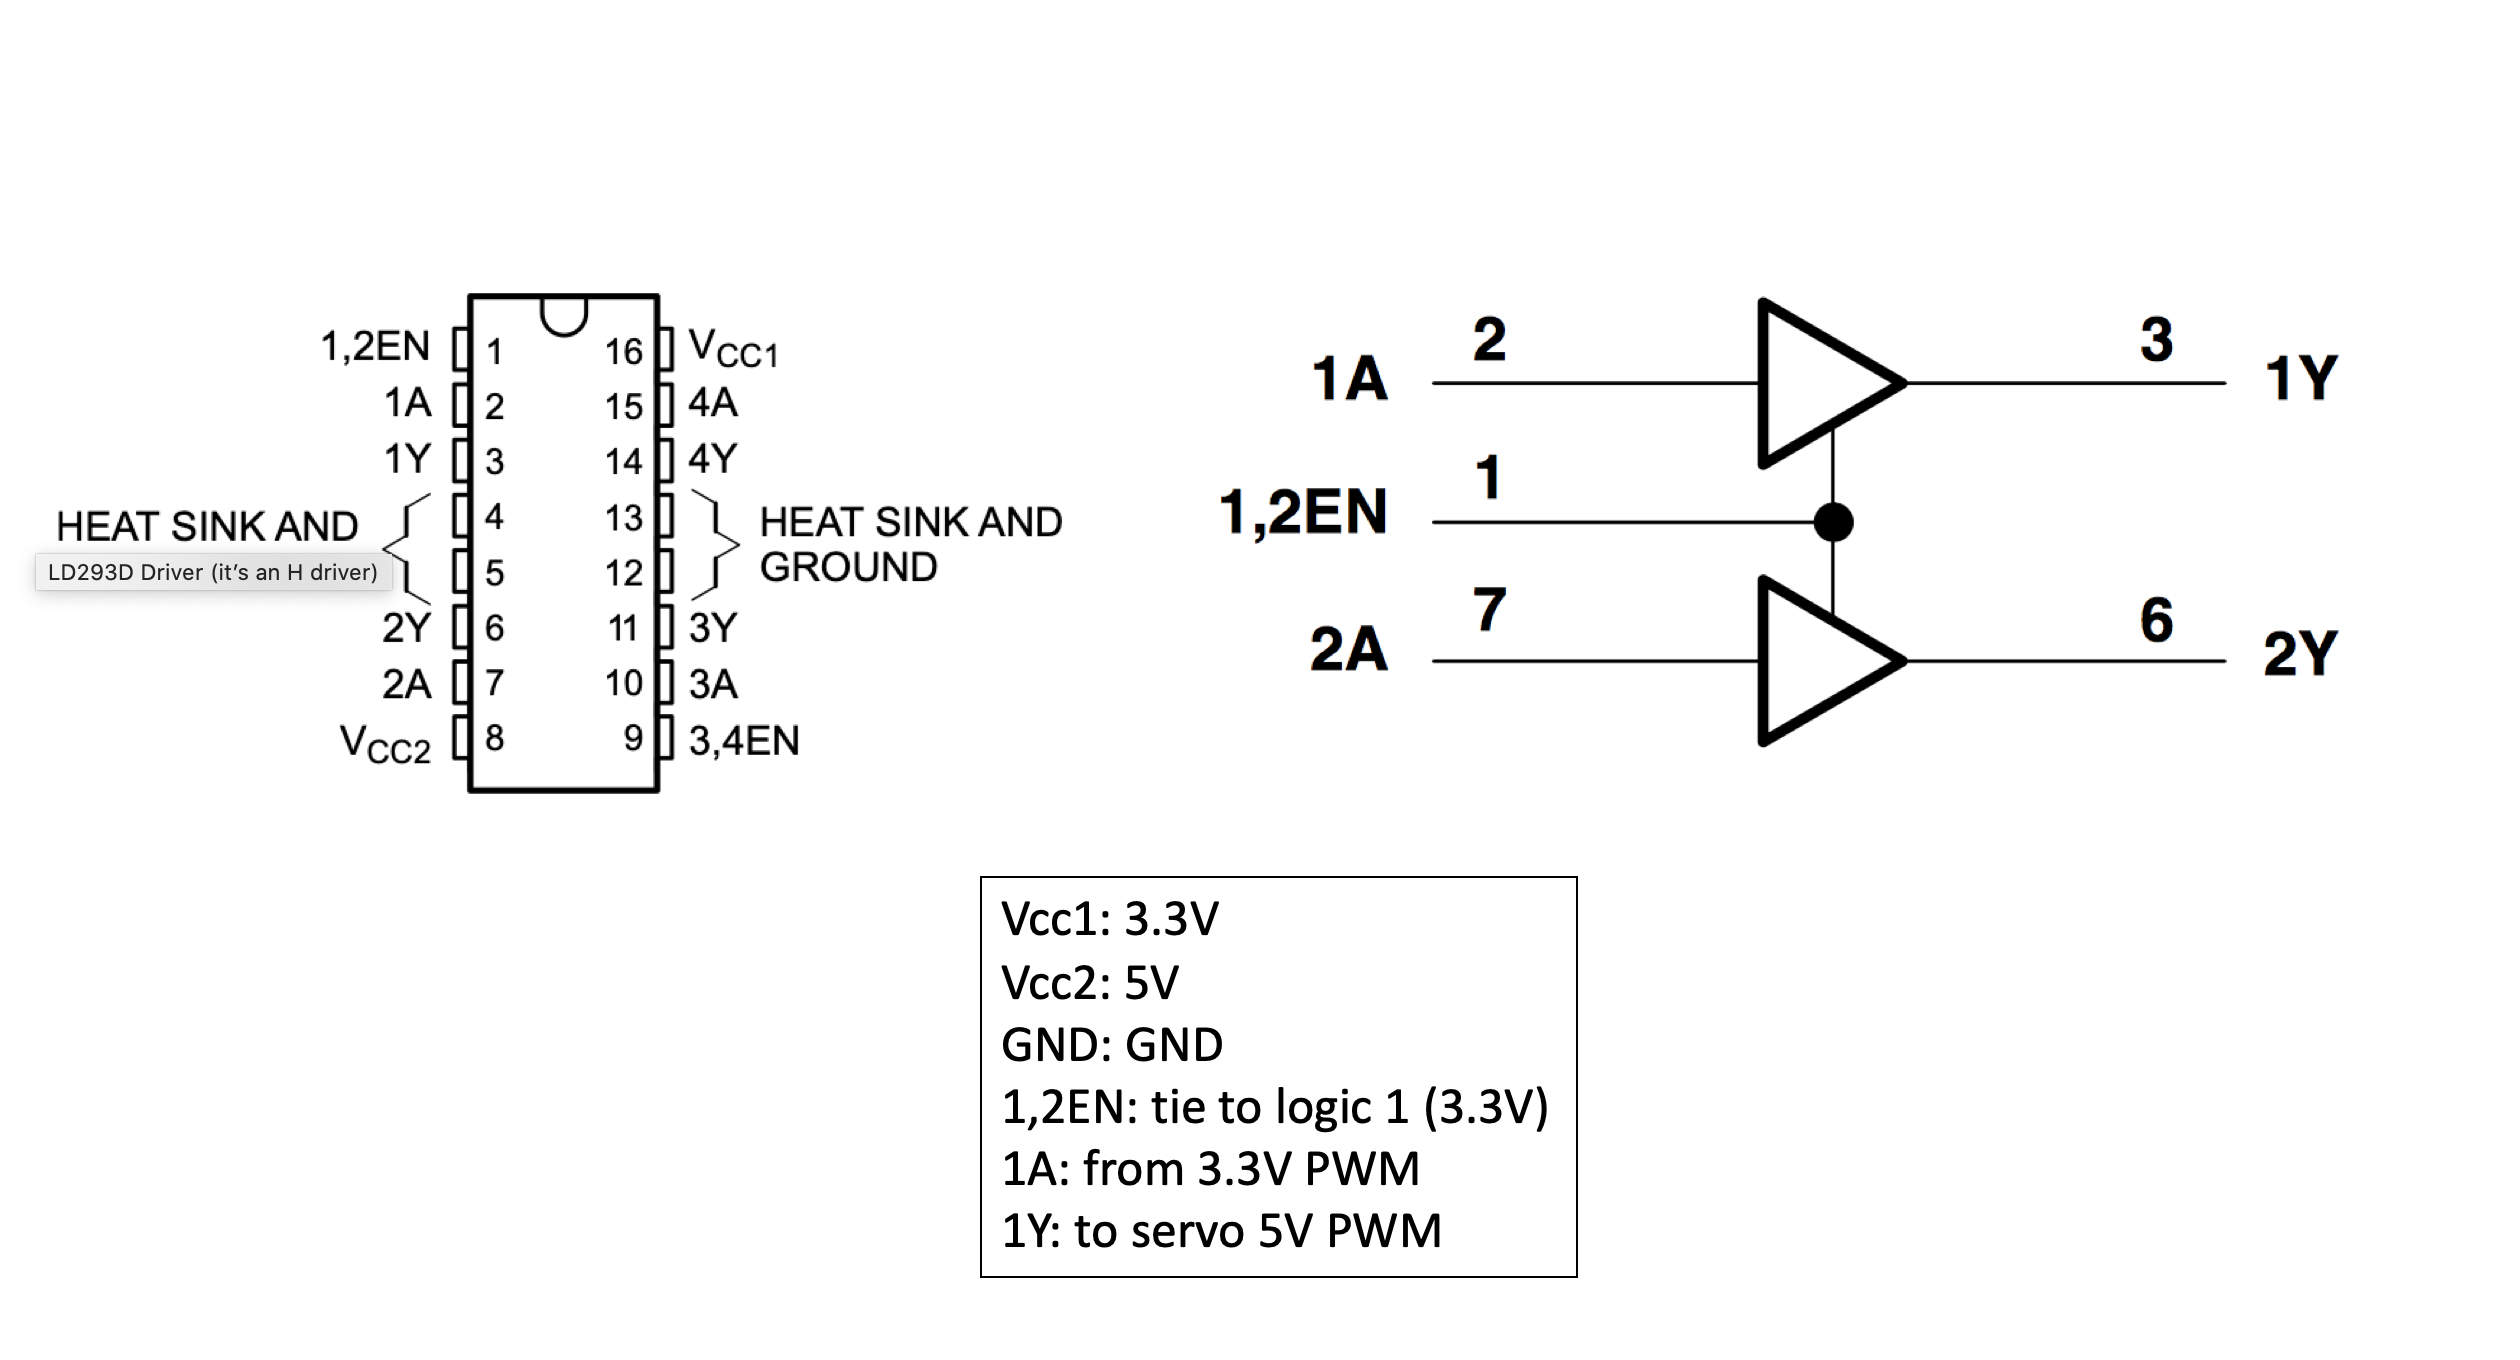 1,2EN 1 16 VCC1
1A 2 15 4A
1Y 3 14 4Y
HEAT SINK AND 4 13 HEAT SINK AND
LD293D Driver (it's an H driver) 5 12 GROUND
2Y 6 11 3Y
2A 7 10 3A
VCC2 8 9 3,4EN
1A 2 3 1Y
1,2EN 1
2A 7 6 2Y
Vcc1: 3.3V
Vcc2: 5V
GND: GND
1,2EN: tie to logic 1 (3.3V)
1A: from 3.3V PWM
1Y: to servo 5V PWM